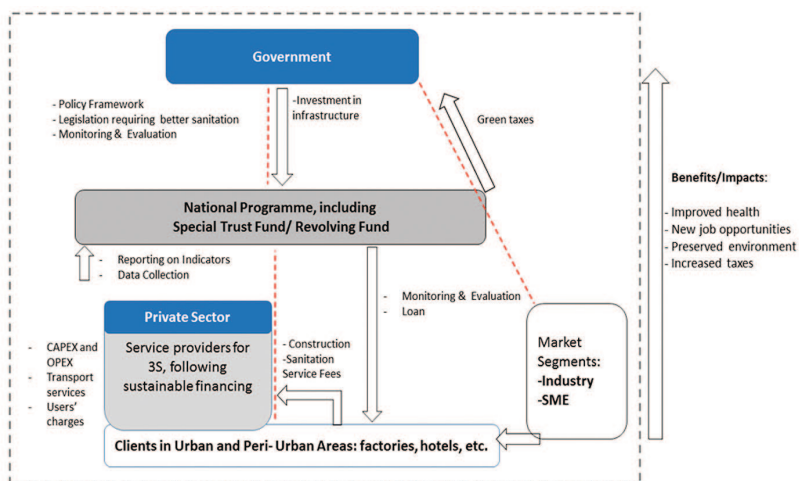 Government
- Policy Framework
- Legislation requiring better sanitation
- Monitoring & Evaluation
-Investment in
infrastructure
Green taxes
National Programme, including
Special Trust Fund/ Revolving Fund
- Reporting on Indicators
- Data Collection
- Monitoring & Evaluation
- Loan
Private Sector
Service providers for
3S, following
sustainable financing
- CAPEX and
OPEX
- Transport
services
- Users'
charges
- Construction
-Sanitation
Service Fees
Market
Segments:
-Industry
-SME
Clients in Urban and Peri- Urban Areas: factories, hotels, etc.
Benefits/Impacts:
- Improved health
- New job opportunities
- Preserved environment
- Increased taxes